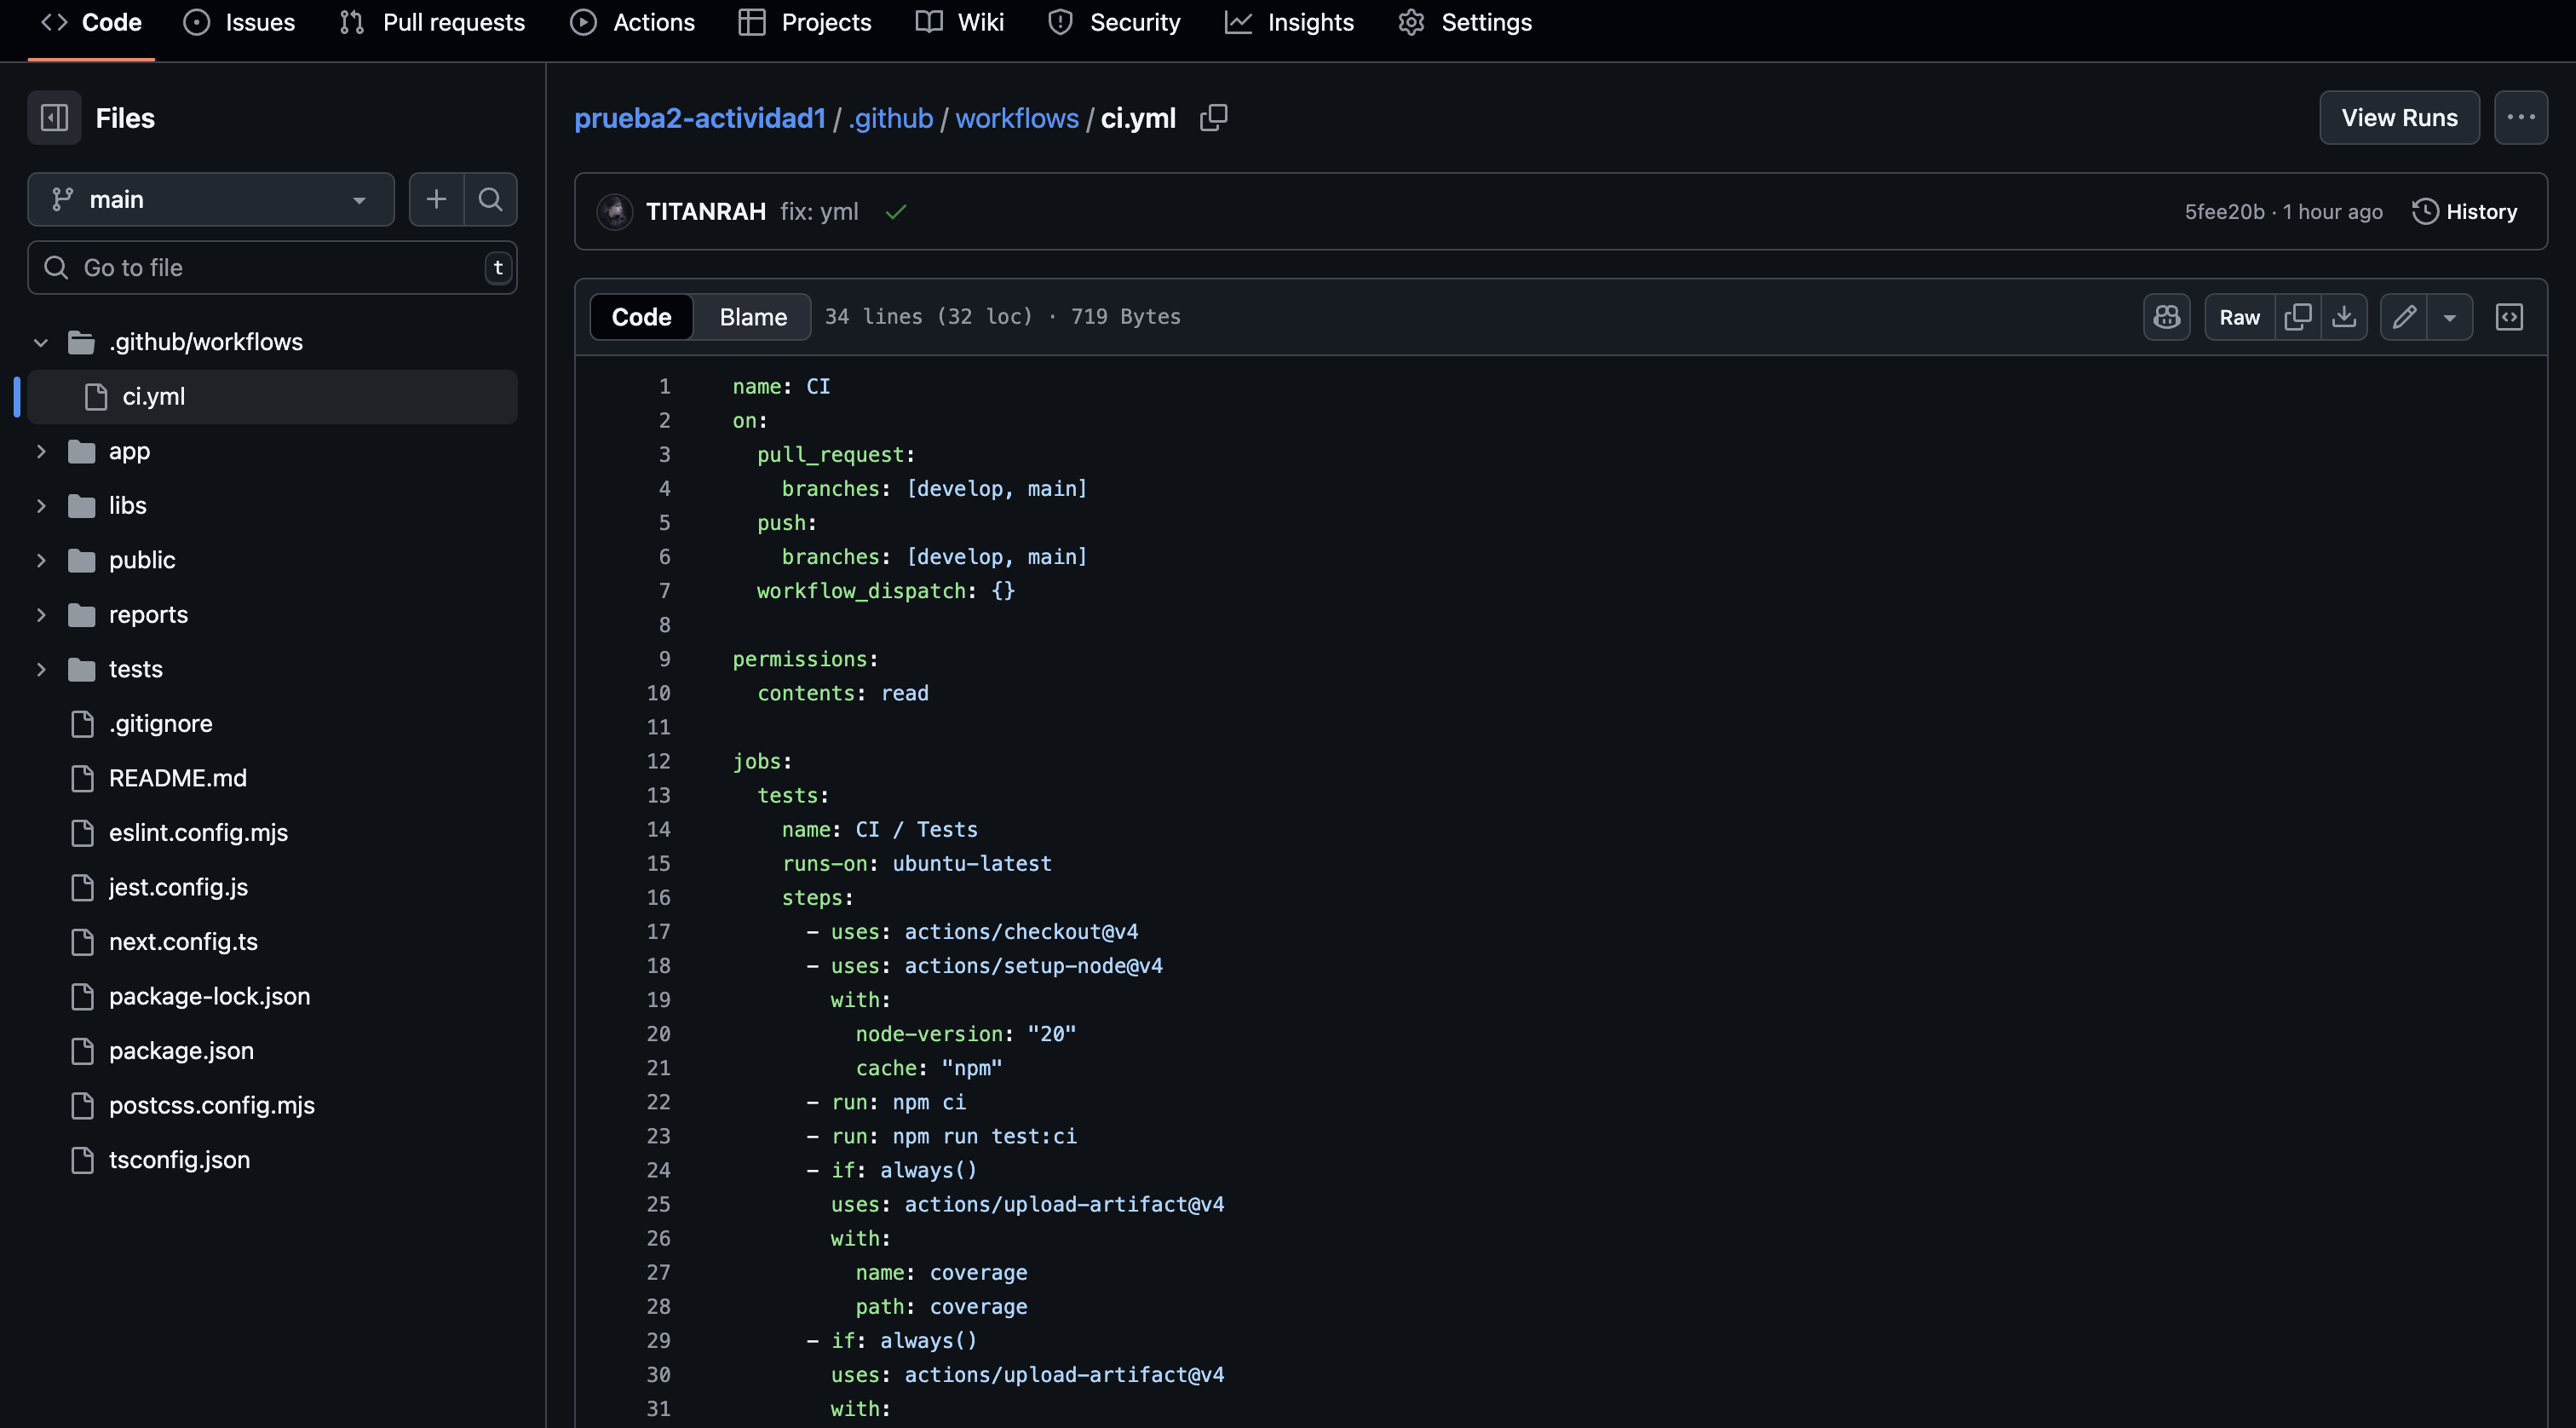 Code Issues Pull requests Actions Projects Wiki Security Insights Settings
Files
main
Go to file t
.github/workflows
ci.yml
app
libs
public
reports
tests
.gitignore
README.md
eslint.config.mjs
jest.config.js
next.config.ts
package-lock.json
package.json
postcss.config.mjs
tsconfig.json
prueba2-actividad1 / .github / workflows / ci.yml
View Runs
TITANRAH fix: yml
5fee20b · 1 hour ago History
Code Blame 34 lines (32 loc) · 719 Bytes
Raw
1 name: CI
2 on:
3   pull_request:
4     branches: [develop, main]
5   push:
6     branches: [develop, main]
7   workflow_dispatch: {}
8
9 permissions:
10   contents: read
11
12 jobs:
13   tests:
14     name: CI / Tests
15     runs-on: ubuntu-latest
16     steps:
17       - uses: actions/checkout@v4
18       - uses: actions/setup-node@v4
19         with:
20           node-version: "20"
21           cache: "npm"
22       - run: npm ci
23       - run: npm run test:ci
24       - if: always()
25         uses: actions/upload-artifact@v4
26         with:
27           name: coverage
28           path: coverage
29       - if: always()
30         uses: actions/upload-artifact@v4
31         with: